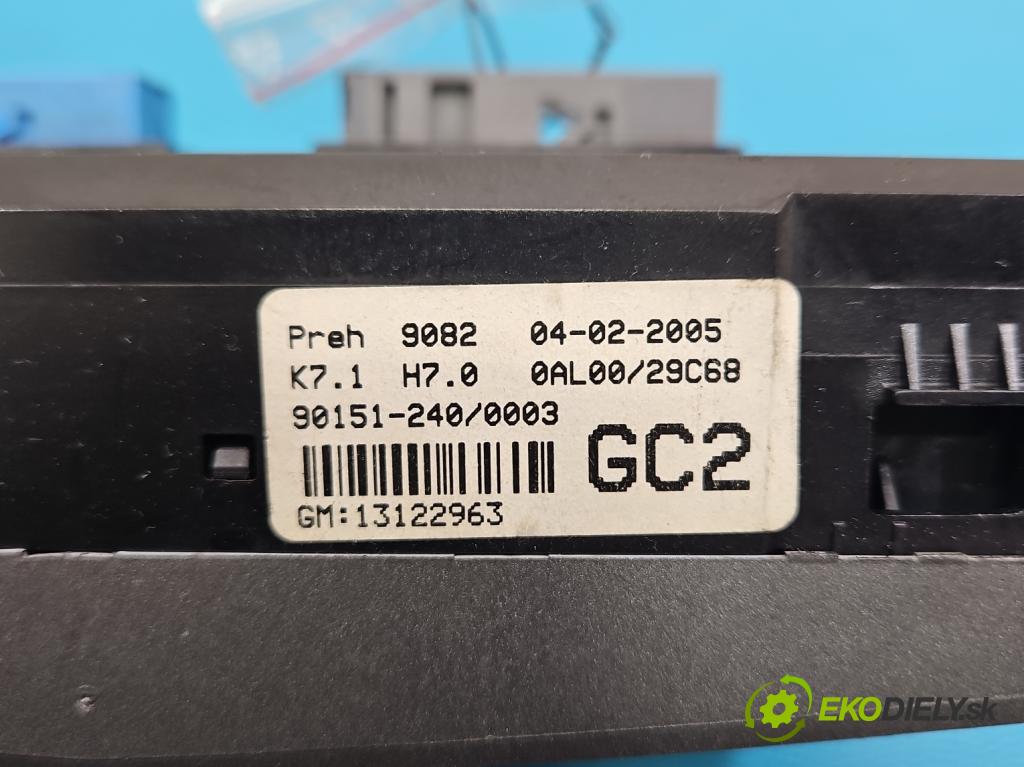 Preh 9082 04-02-2005
K7.1 H7.0 0AL00/29C68
90151-240/0003
GC2
GM:13122963
EKODIELY.sk